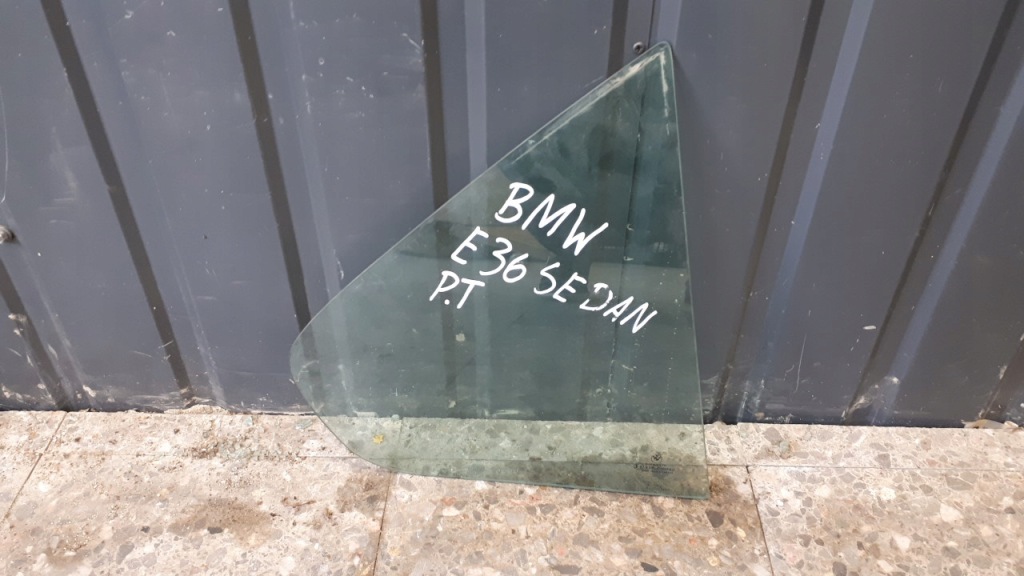 BMW
E36 SEDAN
P.T